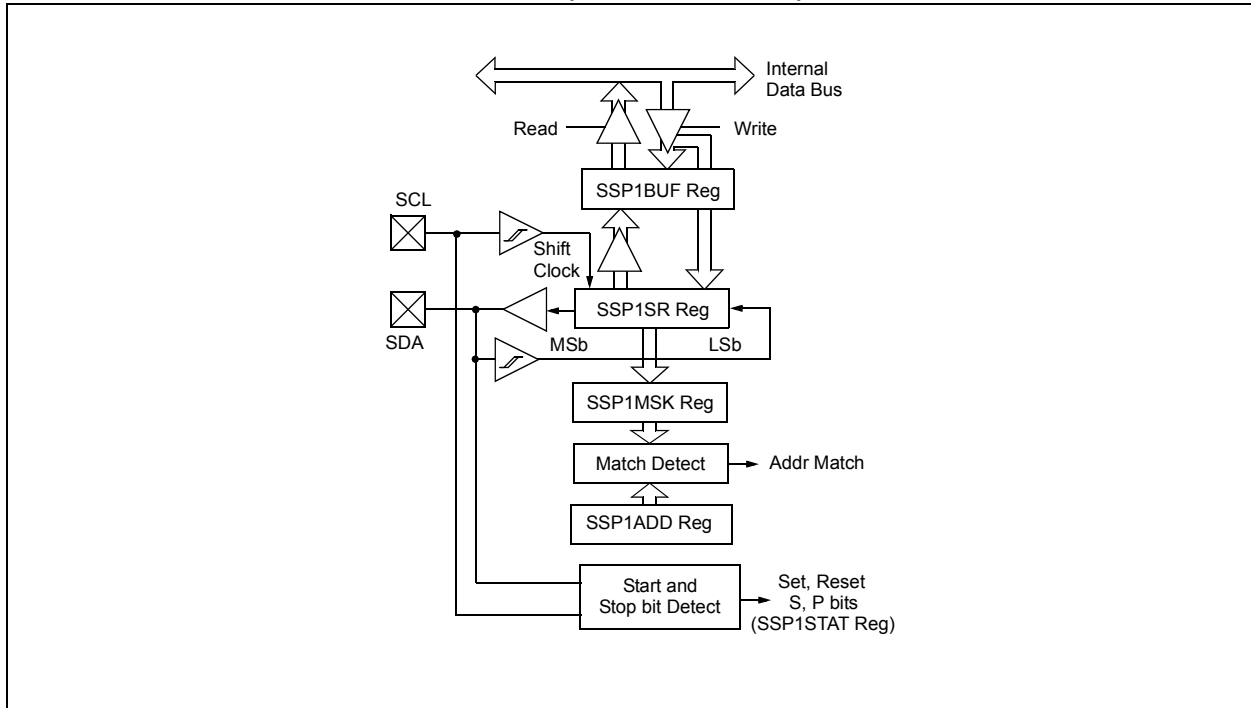 Internal
Data Bus
Read
Write
SSP1BUF Reg
SCL
Shift
Clock
SSP1SR Reg
SDA
MSb
LSb
SSP1MSK Reg
Match Detect
Addr Match
SSP1ADD Reg
Start and
Stop bit Detect
Set, Reset
S, P bits
(SSP1STAT Reg)